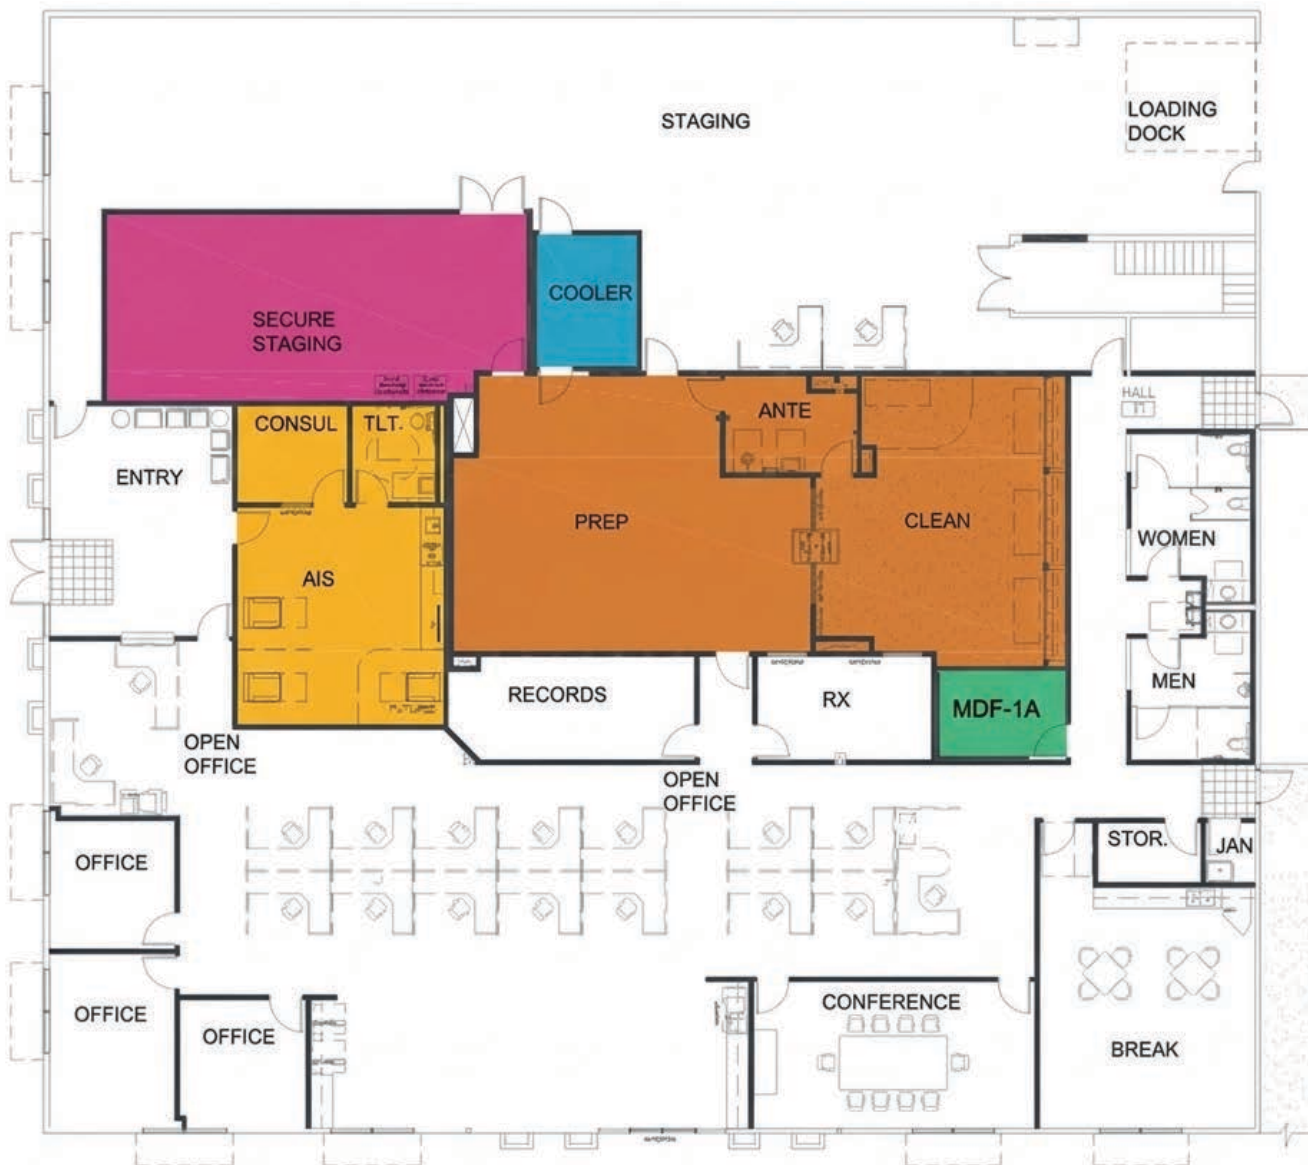 STAGING
LOADING
DOCK
COOLER
SECURE
STAGING
HALL
CONSUL
TLT.
ANTE
ENTRY
PREP
CLEAN
WOMEN
AIS
MEN
RECORDS
RX
MDF-1A
OPEN
OFFICE
OPEN
OFFICE
OFFICE
STOR.
JAN
OFFICE
OFFICE
CONFERENCE
BREAK